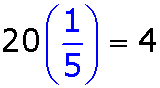 20(1/5) = 4